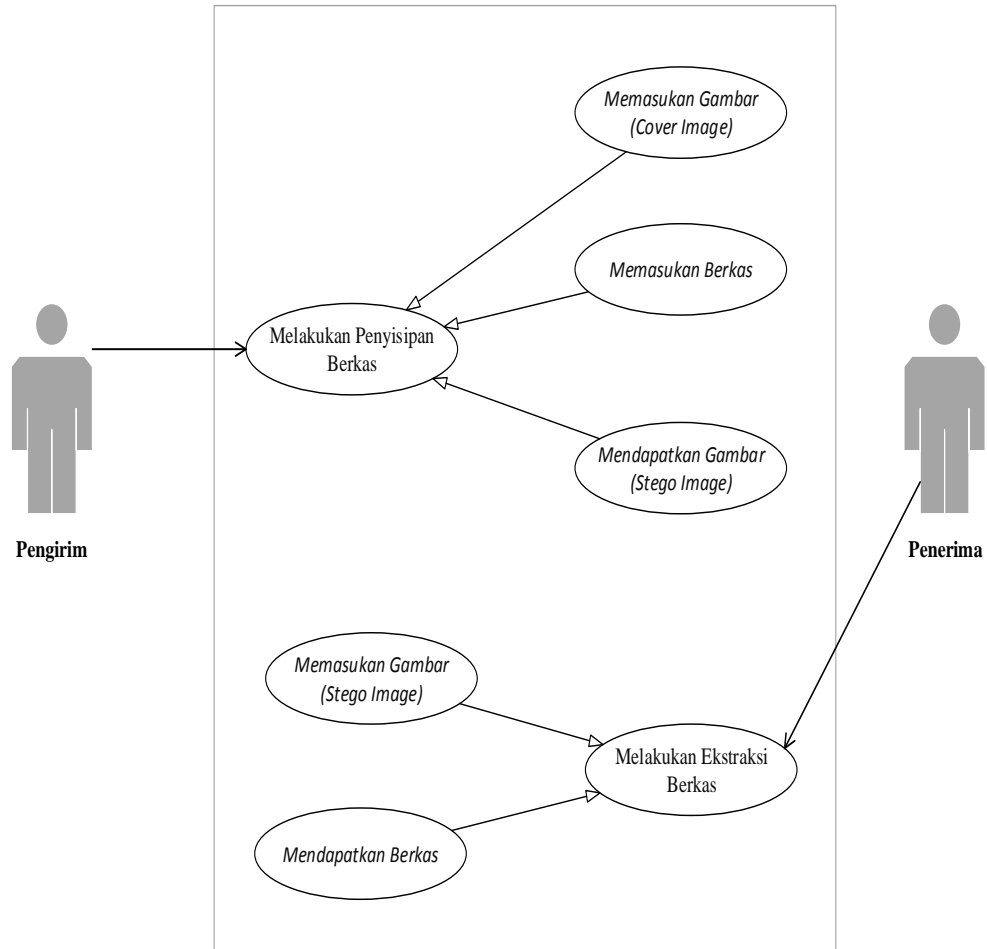 Memasukan Gambar
(Cover Image)
Memasukan Berkas
Melakukan Penyisipan
Berkas
Mendapatkan Gambar
(Stego Image)
Pengirim
Penerima
Memasukan Gambar
(Stego Image)
Melakukan Ekstraksi
Berkas
Mendapatkan Berkas